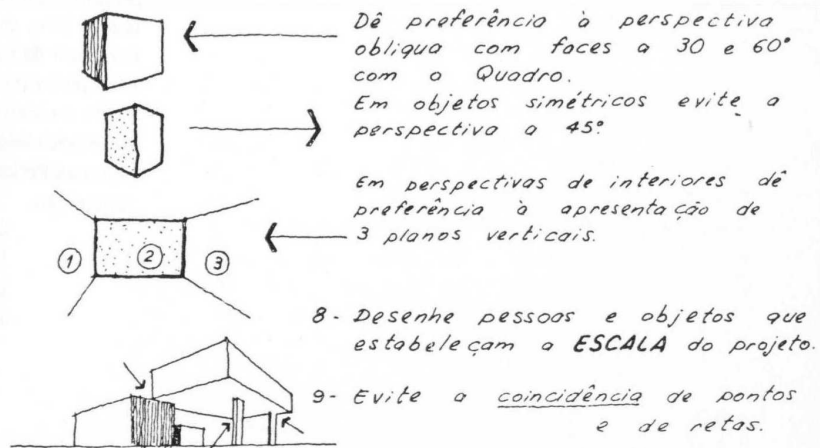 Dê preferência à perspectiva
obliqua com faces a 30 e 60°
com o Quadro.
Em objetos simétricos evite a
perspectiva a 45º
Em perspectivas de interiores dê
preferência à apresentação de
3 planos verticais.
1 2 3
8- Desenhe pessoas e objetos que
estabeleçam a ESCALA do projeto.
9- Evite a coincidência de pontos
e de retas.